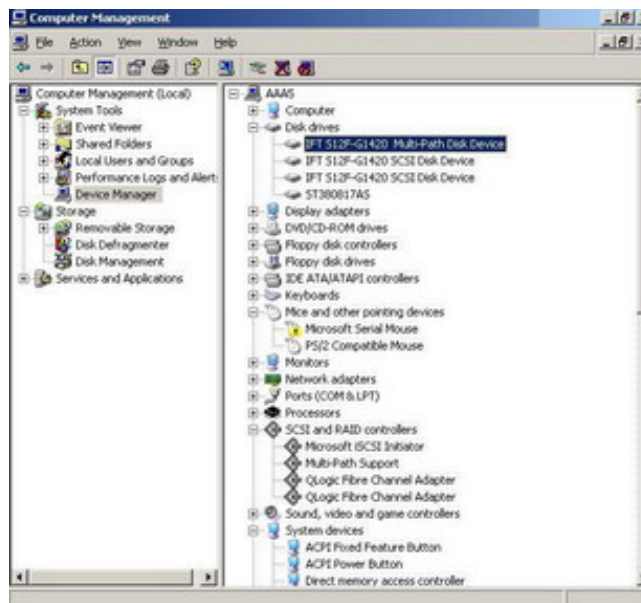 Computer Management
File Action View Window Help
Computer Management (Local)
System Tools
Event Viewer
Shared Folders
Local Users and Groups
Performance Logs and Alert
Device Manager
Storage
Removable Storage
Disk Defragmenter
Disk Management
Services and Applications
AAAS
Computer
Disk drives
IFT S12F-G1420 Multi-Path Disk Device
IFT S12F-G1420 SCSI Disk Device
IFT S12F-G1420 SCSI Disk Device
ST380817AS
Display adapters
DVD/CD-ROM drives
Floppy disk controllers
Floppy disk drives
IDE ATA/ATAPI controllers
Keyboards
Mice and other pointing devices
Microsoft Serial Mouse
PS/2 Compatible Mouse
Monitors
Network adapters
Ports (COM & LPT)
Processors
SCSI and RAID controllers
Microsoft iSCSI Initiator
Multi-Path Support
QLogic Fibre Channel Adapter
QLogic Fibre Channel Adapter
Sound, video and game controllers
System devices
ACPI Fixed Feature Button
ACPI Power Button
Direct memory access controller